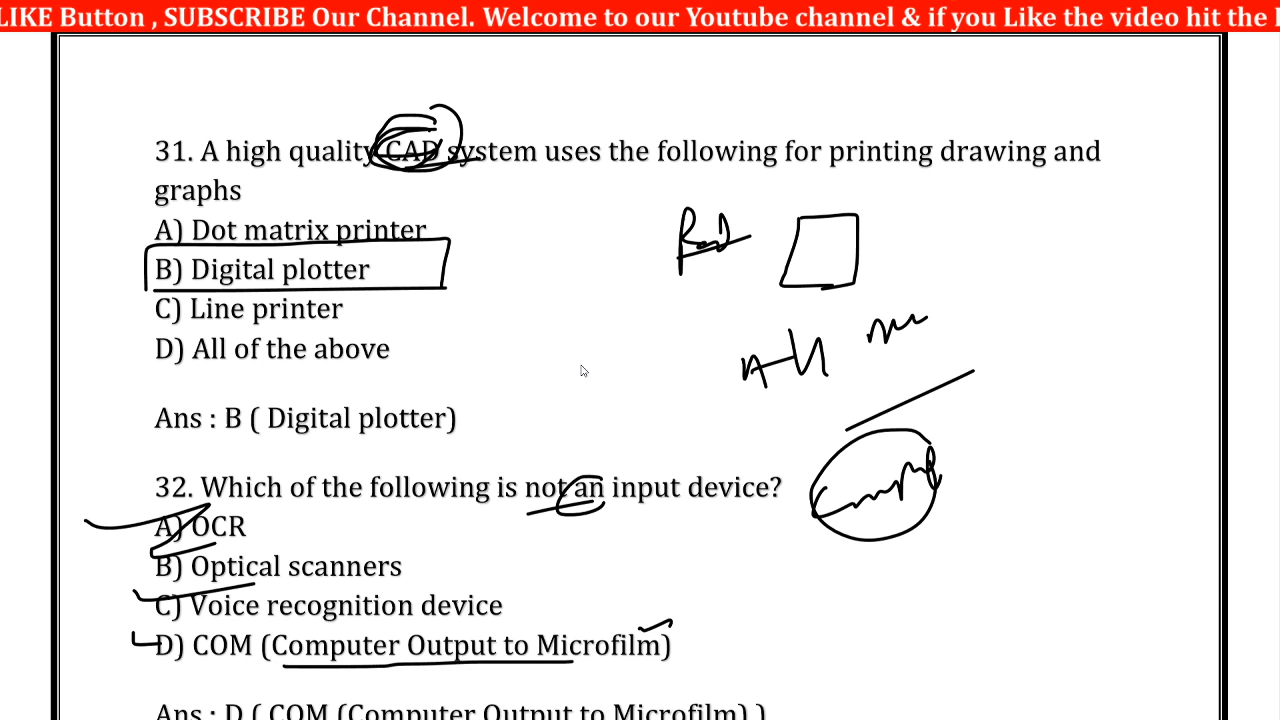 LIKE Button , SUBSCRIBE Our Channel. Welcome to our Youtube channel & if you Like the video hit the
31. A high quality CAD system uses the following for printing drawing and
graphs
A) Dot matrix printer
B) Digital plotter
C) Line printer
D) All of the above
Ans : B ( Digital plotter)
32. Which of the following is not an input device?
A) OCR
B) Optical scanners
C) Voice recognition device
D) COM (Computer Output to Microfilm)
Ans : D ( COM (Computer Output to Microfilm) )